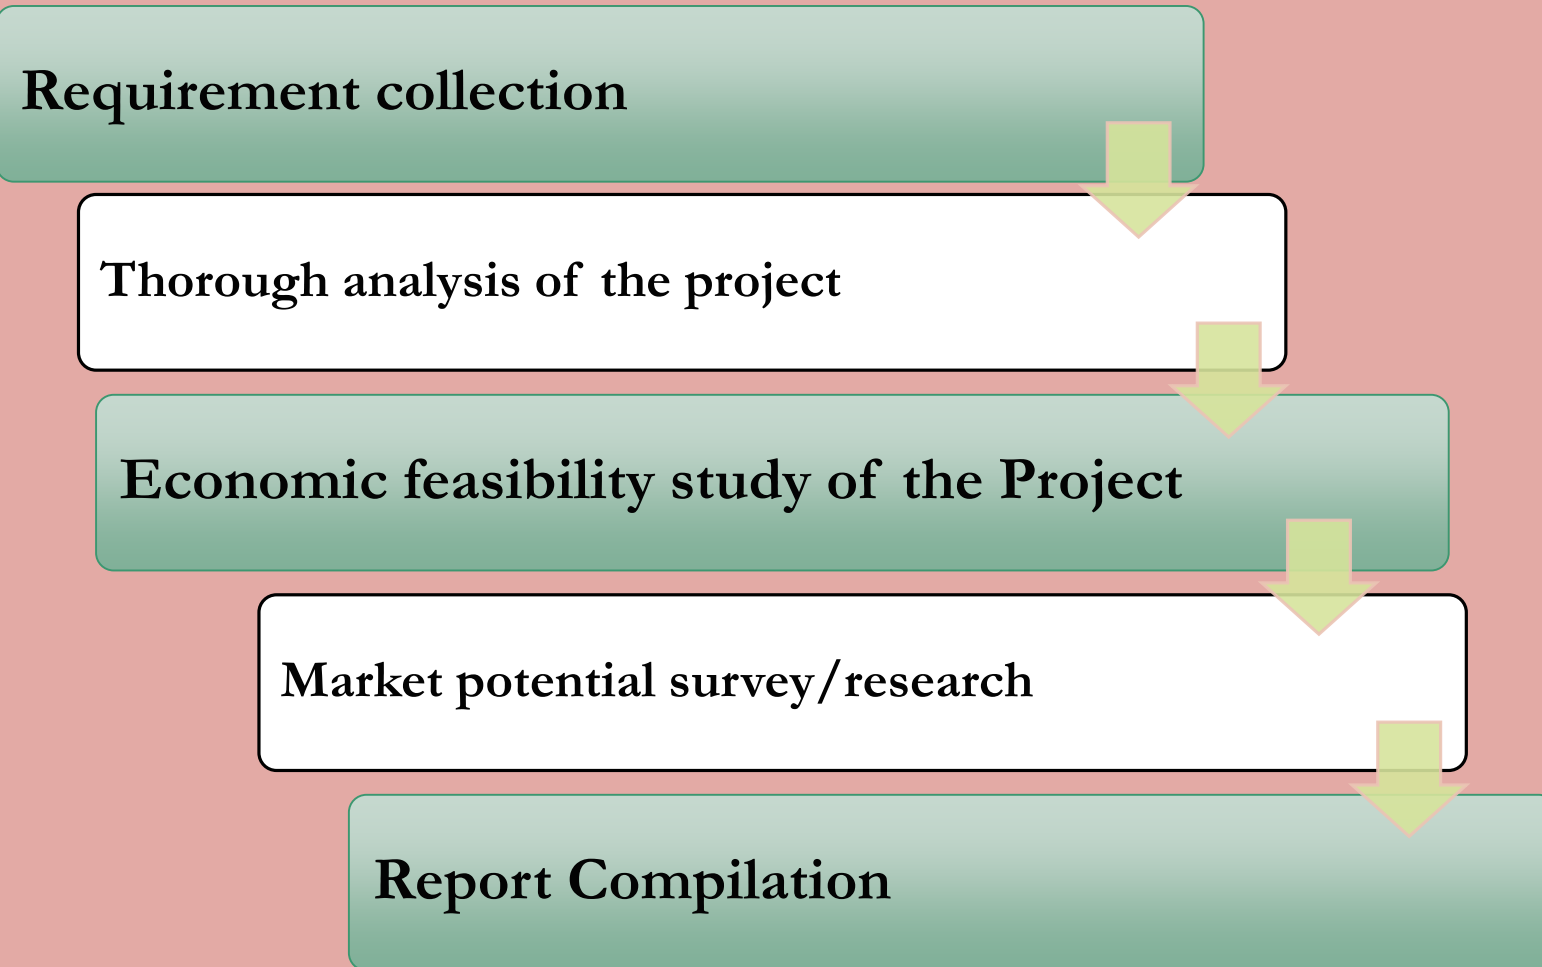 Requirement collection
Thorough analysis of the project
Economic feasibility study of the Project
Market potential survey/research
Report Compilation